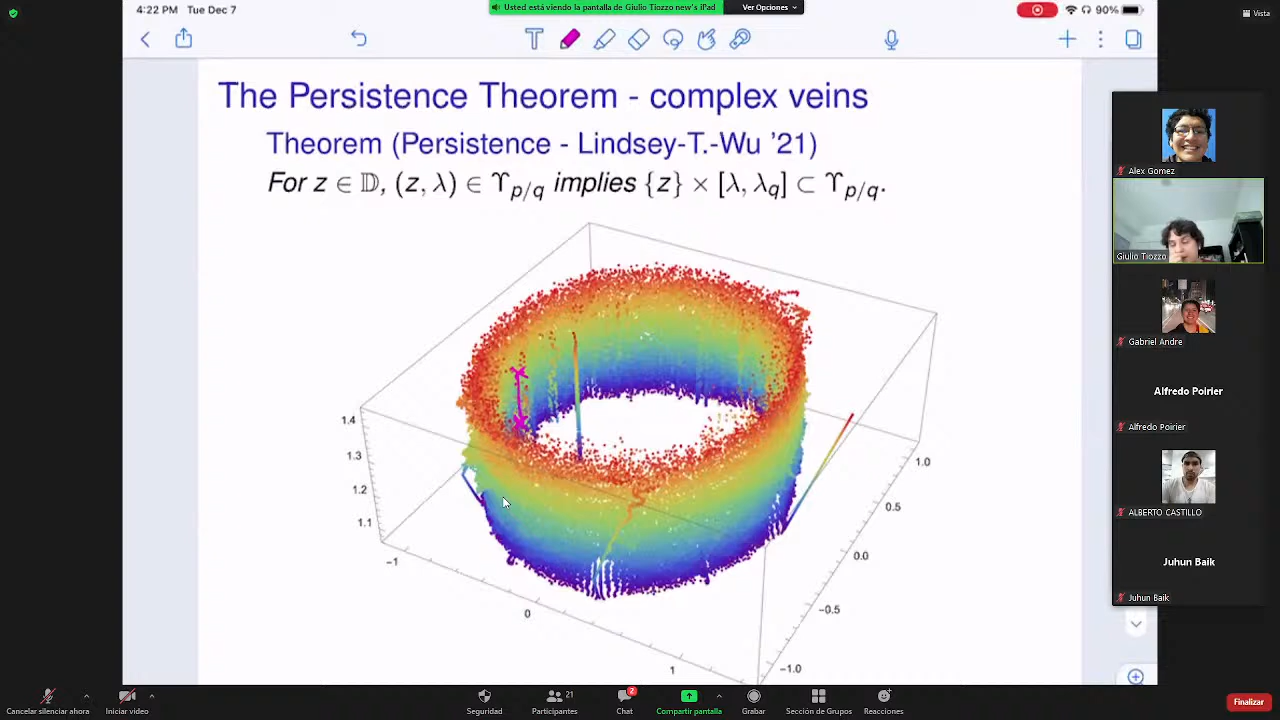 4:22 PM Tue Dec 7
Usted está viendo la pantalla de Giulio Tiozzo new's iPad
Ver Opciones
90%
Vista
The Persistence Theorem - complex veins
Theorem (Persistence - Lindsey-T.-Wu '21)
For z ∈ 𝔻, (z, λ) ∈ ϒp/q implies {z} × [λ, λq] ⊂ ϒp/q.
1.4
1.3
1.2
1.1
-1
0
1
1.0
0.5
0.0
-0.5
-1.0
Alex Gomez
Giulio Tiozzo
Gabriel Andre
Alfredo Poirier
Alfredo Poirier
ALBERTO CASTILLO
Juhun Baik
Juhun Baik
Cancelar silenciar ahora
Iniciar video
Seguridad
21
Participantes
2
Chat
Compartir pantalla
Grabar
Sección de Grupos
Reacciones
Finalizar